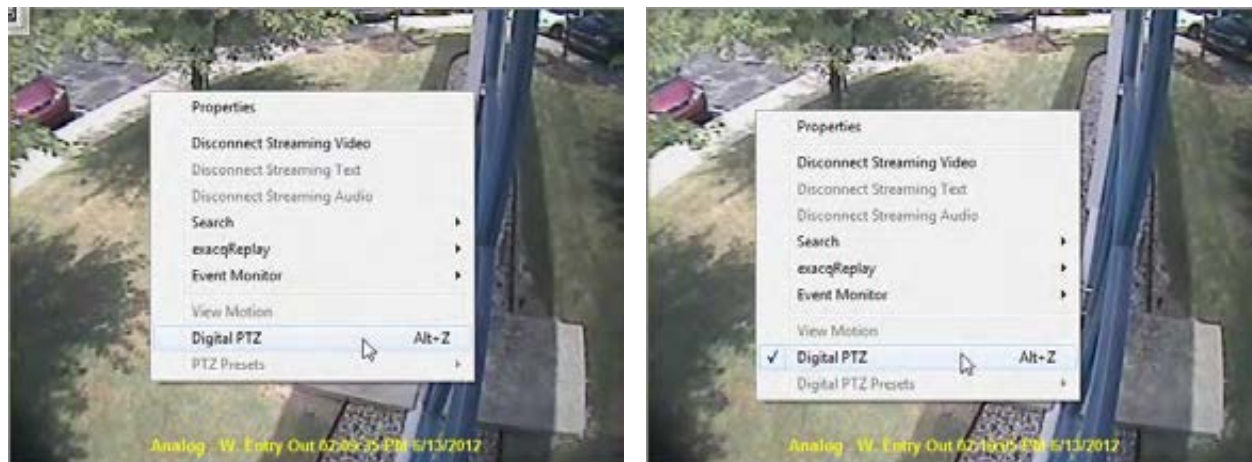 Properties
Disconnect Streaming Video
Disconnect Streaming Text
Disconnect Streaming Audio
Search
exacqReplay
Event Monitor
View Motion
Digital PTZ Alt+Z
PTZ Presets
Analog W. Entry Out PM 6/13/2012
Properties
Disconnect Streaming Video
Disconnect Streaming Text
Disconnect Streaming Audio
Search
exacqReplay
Event Monitor
View Motion
✓ Digital PTZ Alt+Z
Digital PTZ Presets
Analog W. Entry Out PM 6/13/2012